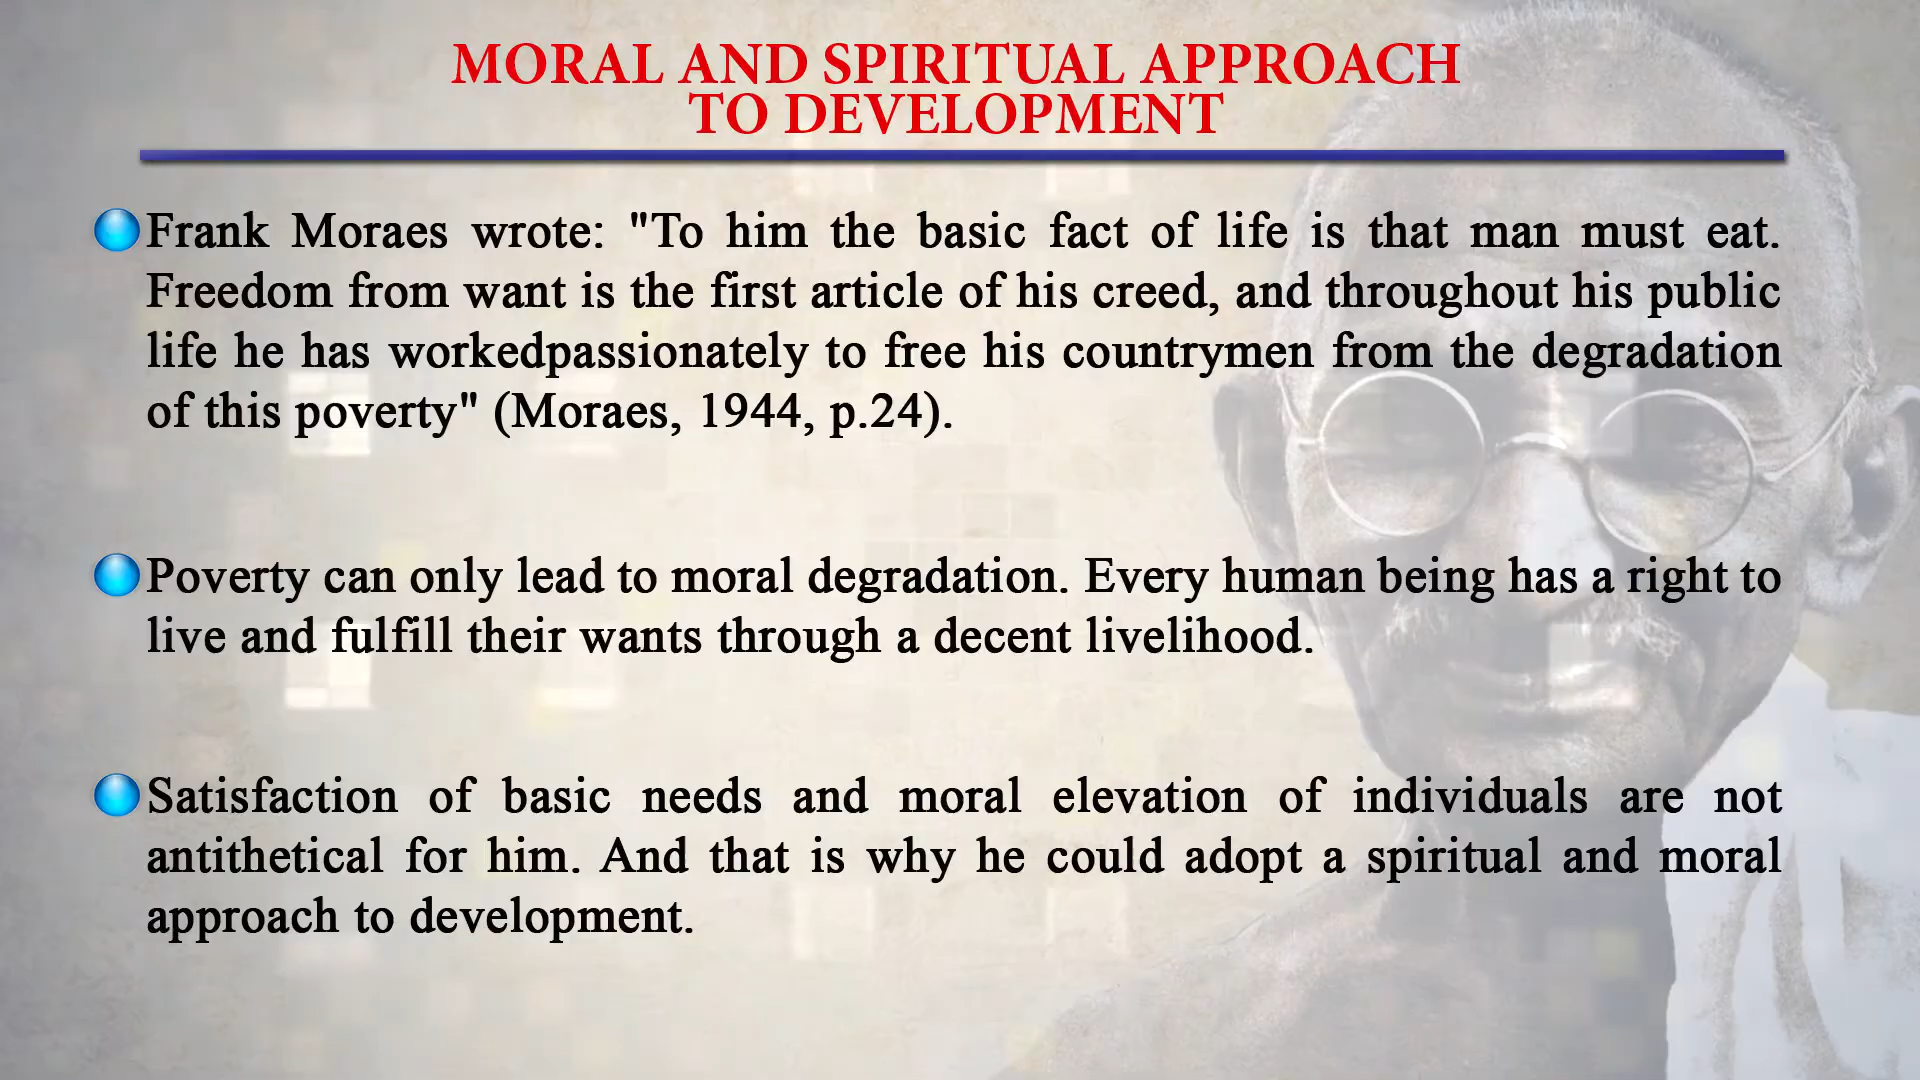 MORAL AND SPIRITUAL APPROACH
TO DEVELOPMENT
Frank Moraes wrote: "To him the basic fact of life is that man must eat.
Freedom from want is the first article of his creed, and throughout his public
life he has workedpassionately to free his countrymen from the degradation
of this poverty" (Moraes, 1944, p.24).
Poverty can only lead to moral degradation. Every human being has a right to
live and fulfill their wants through a decent livelihood.
Satisfaction of basic needs and moral elevation of individuals are not
antithetical for him. And that is why he could adopt a spiritual and moral
approach to development.